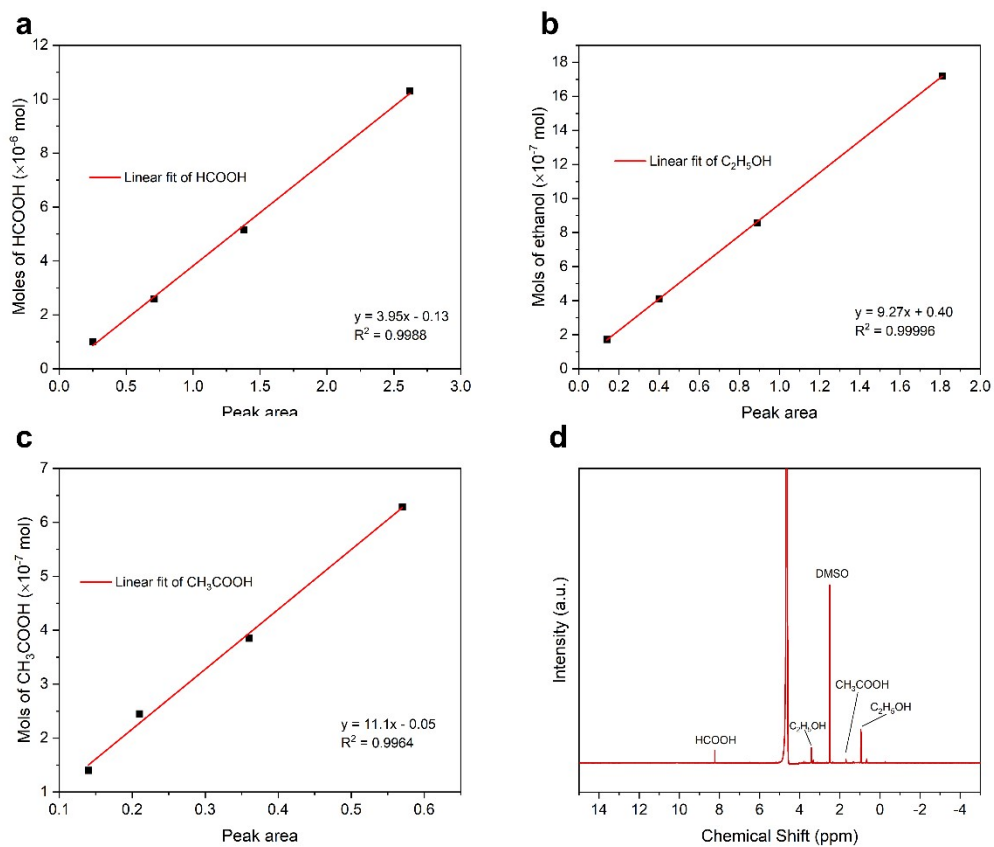 a
12
10
8
6
4
2
0
Moles of HCOOH (×10⁻⁶ mol)
Linear fit of HCOOH
y = 3.95x - 0.13
R² = 0.9988
0.0 0.5 1.0 1.5 2.0 2.5 3.0
Peak area
b
18
16
14
12
10
8
6
4
2
0
Mols of ethanol (×10⁻⁷ mol)
Linear fit of C₂H₅OH
y = 9.27x + 0.40
R² = 0.99996
0.0 0.2 0.4 0.6 0.8 1.0 1.2 1.4 1.6 1.8 2.0
Peak area
c
7
6
5
4
3
2
1
Mols of CH₃COOH (×10⁻⁷ mol)
Linear fit of CH₃COOH
y = 11.1x - 0.05
R² = 0.9964
0.1 0.2 0.3 0.4 0.5 0.6
Peak area
d
Intensity (a.u.)
DMSO
CH₃COOH
C₂H₅OH
C₂H₅OH
HCOOH
15 14 12 10 8 6 4 2 0 -2 -4
Chemical Shift (ppm)